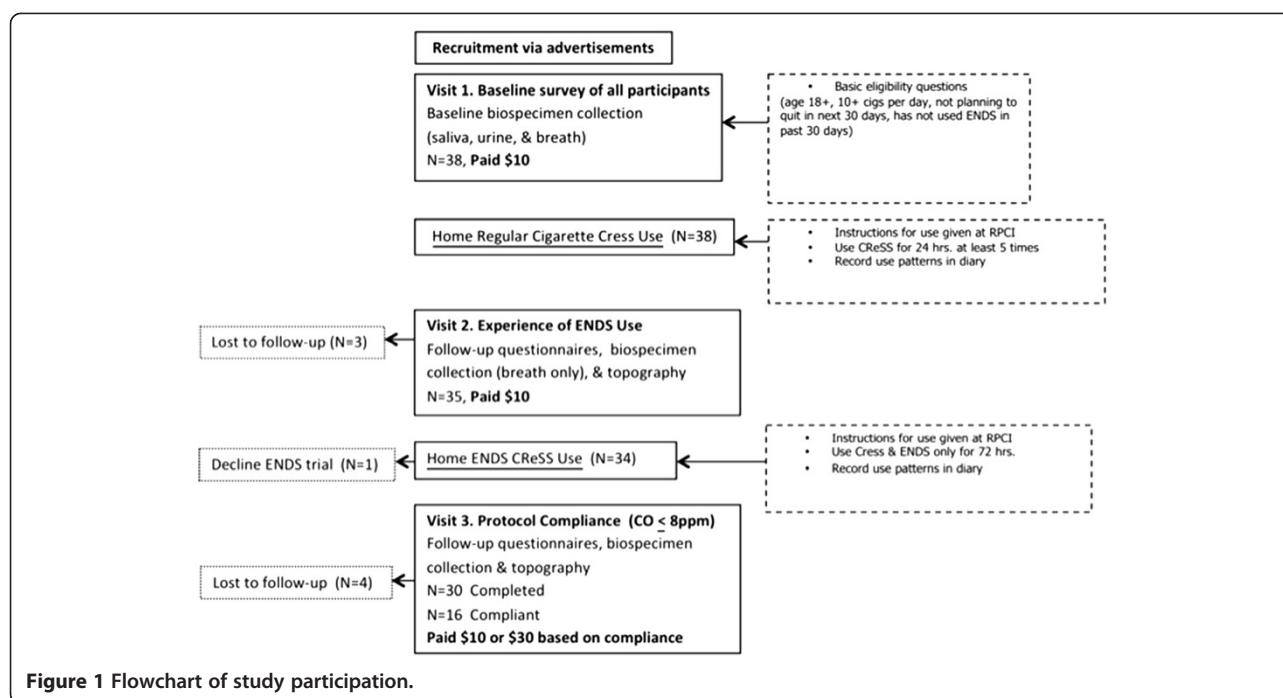 Recruitment via advertisements
Visit 1. Baseline survey of all participants
Baseline biospecimen collection
(saliva, urine, & breath)
N=38, Paid $10
• Basic eligibility questions
(age 18+, 10+ cigs per day, not planning to
quit in next 30 days, has not used ENDS in
past 30 days)
Home Regular Cigarette Cress Use (N=38)
• Instructions for use given at RPCI
• Use CReSS for 24 hrs. at least 5 times
• Record use patterns in diary
Lost to follow-up (N=3)
Visit 2. Experience of ENDS Use
Follow-up questionnaires, biospecimen
collection (breath only), & topography
N=35, Paid $10
Decline ENDS trial (N=1)
Home ENDS CReSS Use (N=34)
• Instructions for use given at RPCI
• Use Cress & ENDS only for 72 hrs.
• Record use patterns in diary
Visit 3. Protocol Compliance (CO ≤ 8ppm)
Follow-up questionnaires, biospecimen
collection & topography
N=30 Completed
N=16 Compliant
Paid $10 or $30 based on compliance
Lost to follow-up (N=4)
Figure 1 Flowchart of study participation.